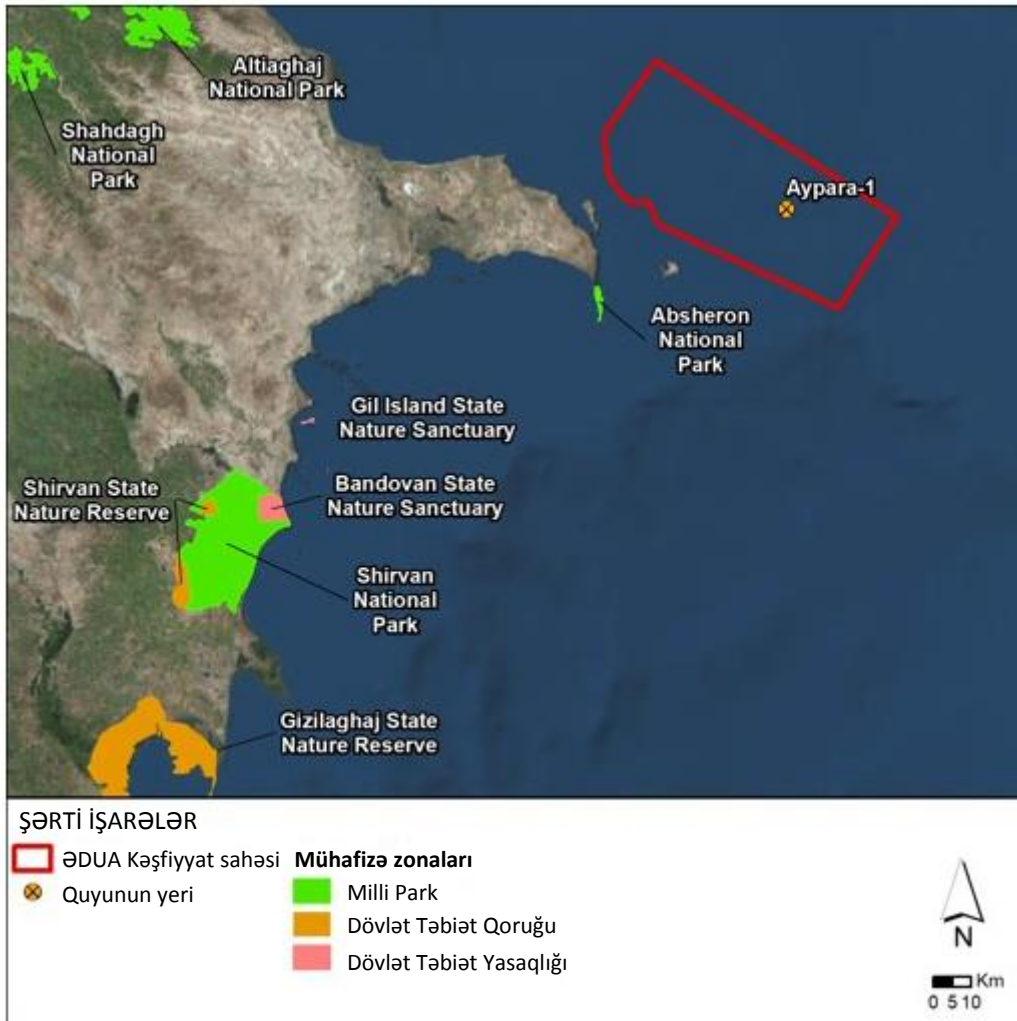 Altiaghaj
National Park
Shahdagh
National
Park
Aypara-1
Absheron
National
Park
Gil Island State
Nature Sanctuary
Shirvan State
Nature Reserve
Bandovan State
Nature Sanctuary
Shirvan
National
Park
Gizilaghaj State
Nature Reserve
ŞƏRTİ İŞARƏLƏR
ƏDUA Kəşfiyyat sahəsi
Quyunun yeri
Mühafizə zonaları
Milli Park
Dövlət Təbiət Qoruğu
Dövlət Təbiət Yasaqlığı
N
Km
0 5 10